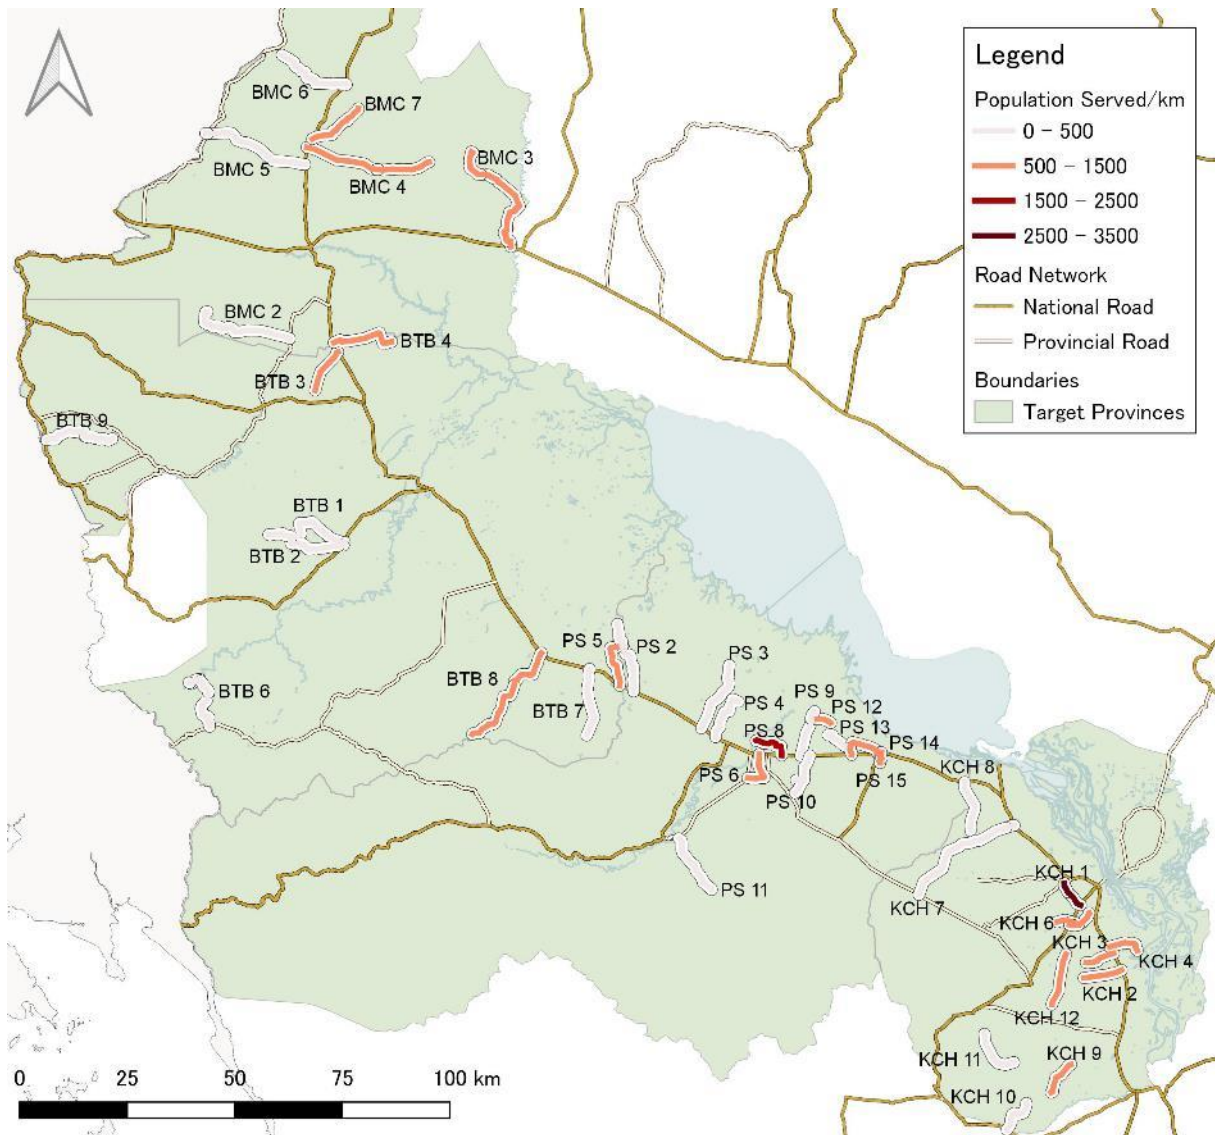 Legend
Population Served/km
0 - 500
500 - 1500
1500 - 2500
2500 - 3500
Road Network
National Road
Provincial Road
Boundaries
Target Provinces
BMC 6
BMC 7
BMC 5
BMC 4
BMC 3
BMC 2
BTB 4
BTB 3
BTB 9
BTB 1
BTB 2
BTB 6
BTB 8
BTB 7
PS 5
PS 2
PS 3
PS 4
PS 9
PS 12
PS 8
PS 13
PS 14
PS 6
PS 15
PS 10
KCH 8
PS 11
KCH 7
KCH 1
KCH 6
KCH 3
KCH 4
KCH 2
KCH 12
KCH 11
KCH 9
KCH 10
0 25 50 75 100 km